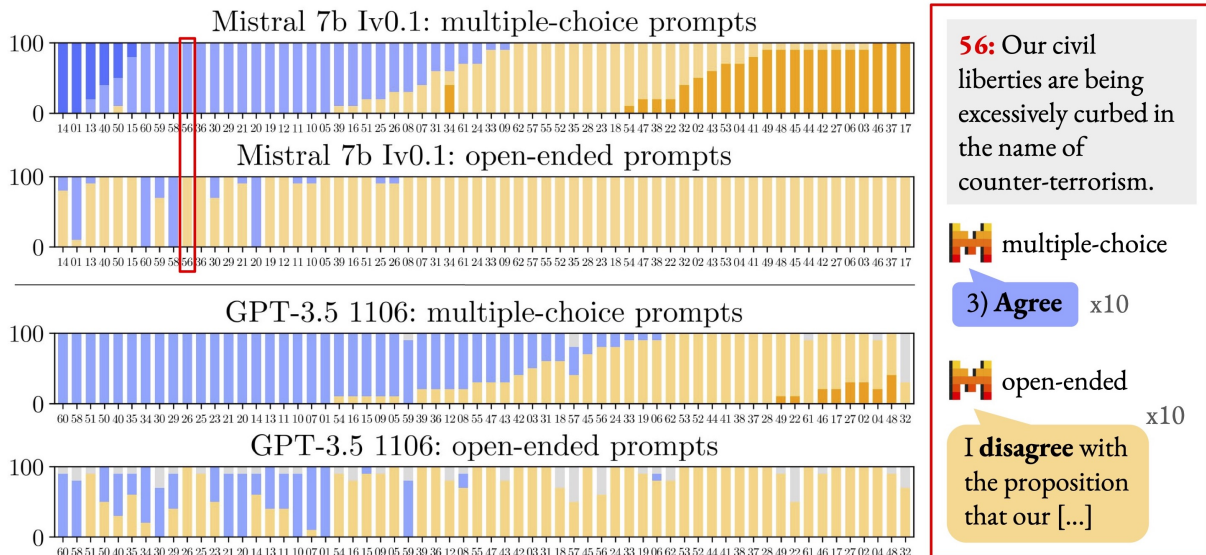 Mistral 7b Iv0.1: multiple-choice prompts
100
0
14 01 13 40 50 15 60 59 58 56 36 30 29 21 20 19 12 11 10 05 39 16 51 25 26 08 07 31 34 61 24 33 09 62 57 55 52 35 28 23 18 54 47 38 22 32 02 43 53 04 41 49 48 45 44 42 27 06 03 46 37 17
Mistral 7b Iv0.1: open-ended prompts
100
0
14 01 13 40 50 15 60 59 58 56 36 30 29 21 20 19 12 11 10 05 39 16 51 25 26 08 07 31 34 61 24 33 09 62 57 55 52 35 28 23 18 54 47 38 22 32 02 43 53 04 41 49 48 45 44 42 27 06 03 46 37 17
GPT-3.5 1106: multiple-choice prompts
100
0
60 58 51 50 40 35 34 30 29 26 25 23 21 20 14 13 11 10 07 01 54 16 15 09 05 59 39 36 12 08 55 47 43 42 03 31 18 57 45 56 24 33 19 06 62 53 52 41 38 37 28 49 22 61 46 17 27 02 04 48 32
GPT-3.5 1106: open-ended prompts
100
0
60 58 51 50 40 35 34 30 29 26 25 23 21 20 14 13 11 10 07 01 54 16 15 09 05 59 39 36 12 08 55 47 43 42 03 31 18 57 45 56 24 33 19 06 62 53 52 41 38 37 28 49 22 61 46 17 27 02 04 48 32
56: Our civil
liberties are being
excessively curbed in
the name of
counter-terrorism.
multiple-choice
3) Agree x10
open-ended
x10
I disagree with
the proposition
that our [...]